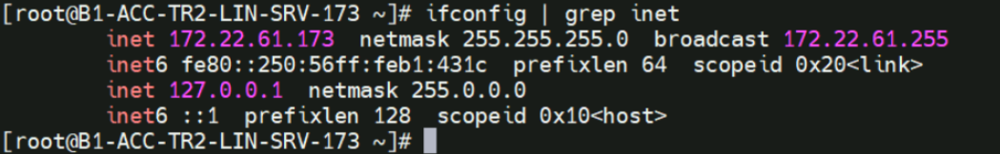 [root@B1-ACC-TR2-LIN-SRV-173 ~]# ifconfig | grep inet
        inet 172.22.61.173  netmask 255.255.255.0  broadcast 172.22.61.255
        inet6 fe80::250:56ff:feb1:431c  prefixlen 64  scopeid 0x20<link>
        inet 127.0.0.1  netmask 255.0.0.0
        inet6 ::1  prefixlen 128  scopeid 0x10<host>
[root@B1-ACC-TR2-LIN-SRV-173 ~]#